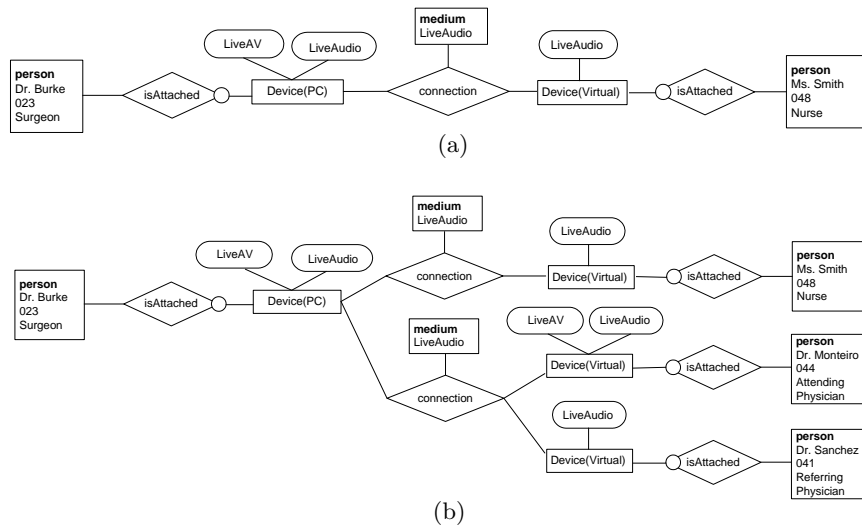 medium
LiveAudio
LiveAV
LiveAudio
LiveAudio
person
Dr. Burke
023
Surgeon
isAttached
Device(PC)
connection
Device(Virtual)
isAttached
person
Ms. Smith
048
Nurse
(a)
medium
LiveAudio
LiveAV
LiveAudio
LiveAudio
person
Dr. Burke
023
Surgeon
isAttached
Device(PC)
connection
Device(Virtual)
isAttached
person
Ms. Smith
048
Nurse
medium
LiveAudio
LiveAV
LiveAudio
connection
Device(Virtual)
isAttached
person
Dr. Monteiro
044
Attending
Physician
LiveAudio
Device(Virtual)
isAttached
person
Dr. Sanchez
041
Referring
Physician
(b)